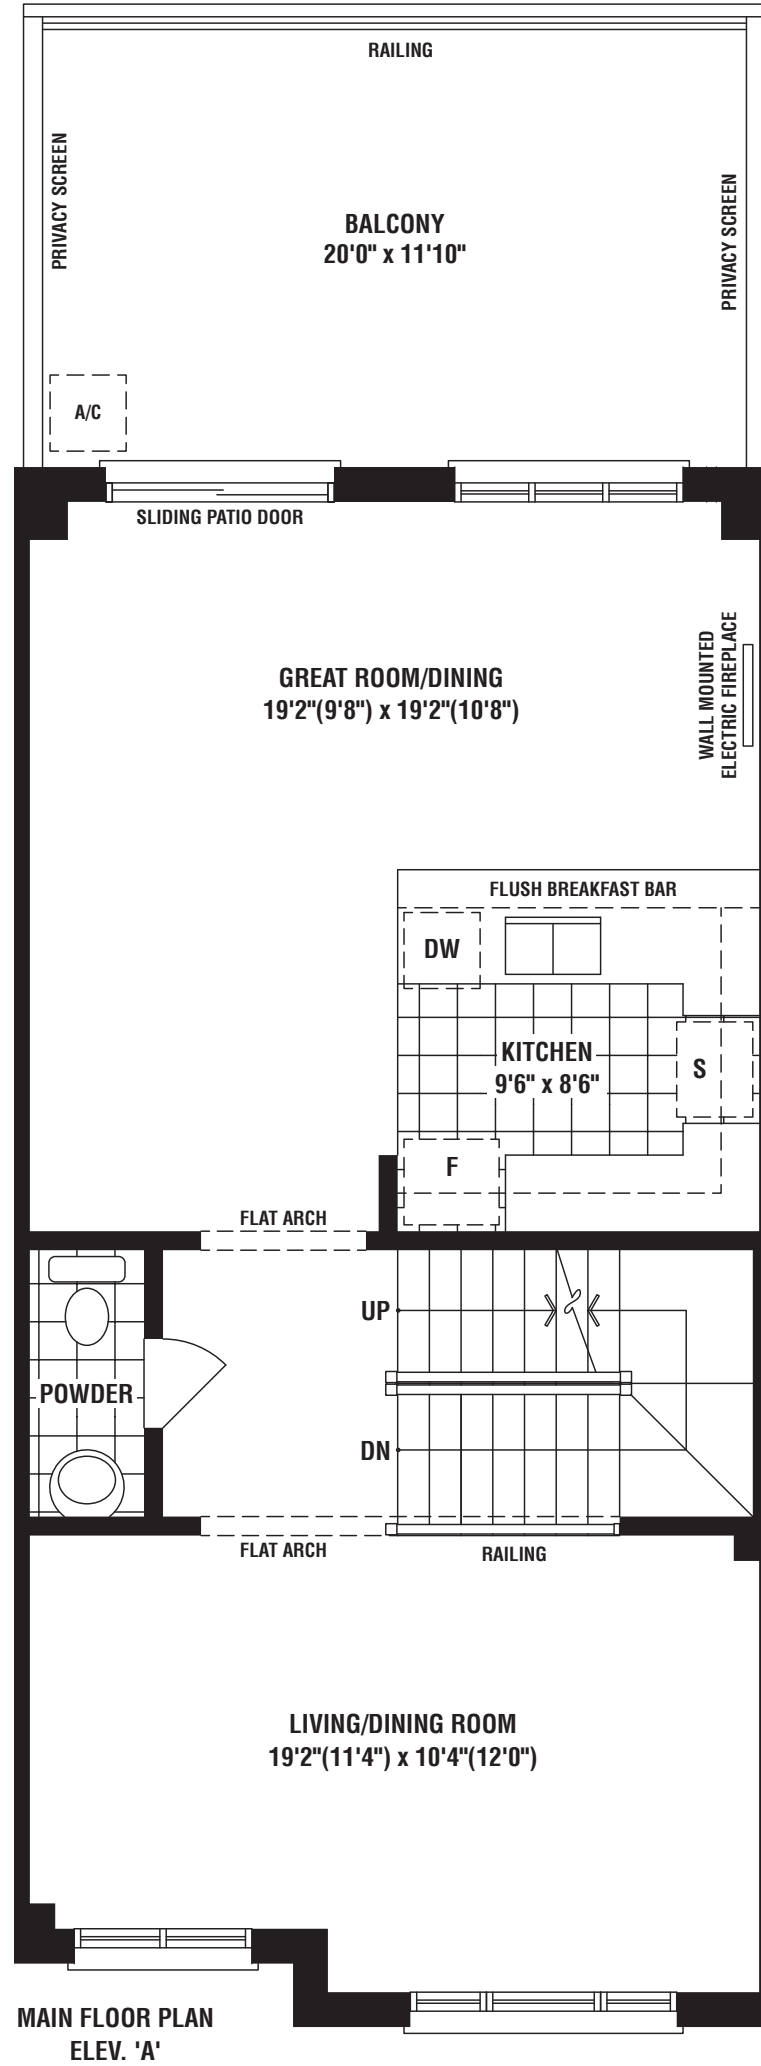 RAILING
PRIVACY SCREEN
PRIVACY SCREEN
BALCONY
20'0" x 11'10"
A/C
SLIDING PATIO DOOR
GREAT ROOM/DINING
19'2"(9'8") x 19'2"(10'8")
WALL MOUNTED
ELECTRIC FIREPLACE
FLUSH BREAKFAST BAR
DW
KITCHEN
9'6" x 8'6"
S
F
FLAT ARCH
UP
POWDER
DN
FLAT ARCH
RAILING
LIVING/DINING ROOM
19'2"(11'4") x 10'4"(12'0")
MAIN FLOOR PLAN
ELEV. 'A'